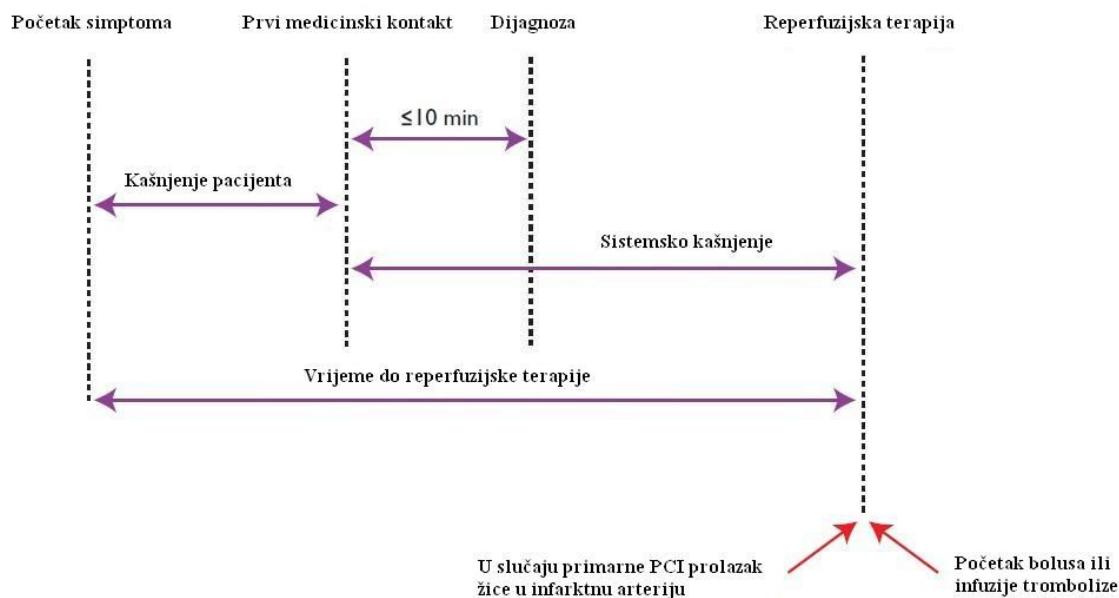 Početak simptoma
Prvi medicinski kontakt
Dijagnoza
Reperfuzijska terapija
≤10 min
Kašnjenje pacijenta
Sistemsko kašnjenje
Vrijeme do reperfuzijske terapije
U slučaju primarne PCI prolazak
žice u infarktnu arteriju
Početak bolusa ili
infuzije trombolize